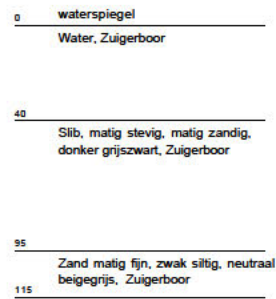 0 waterspiegel
Water, Zuigerboor
40
Slib, matig stevig, matig zandig,
donker grijszwart, Zuigerboor
95
Zand matig fijn, zwak siltig, neutraal
beigegrijs, Zuigerboor
115